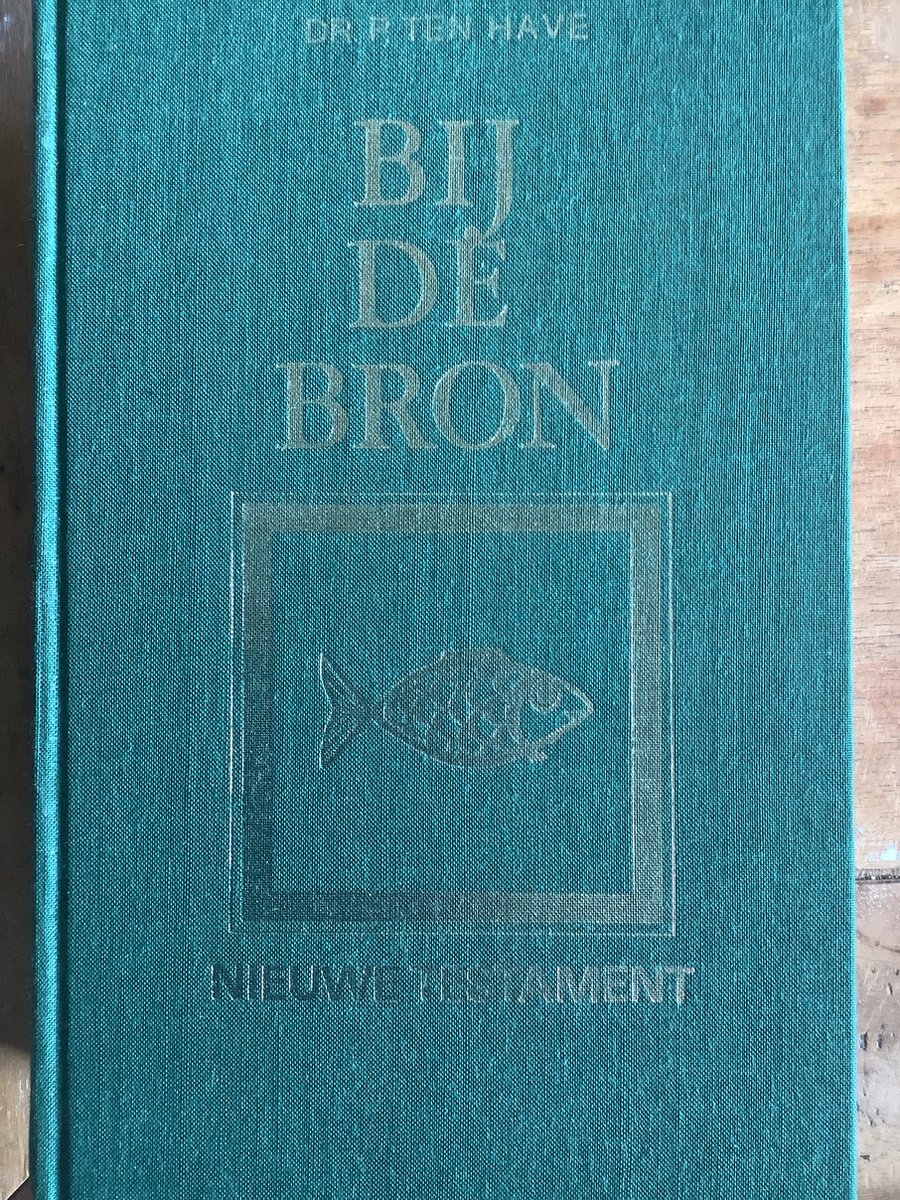 DR. P. TEN HAVE
BIJ
DE
BRON
NIEUWE TESTAMENT